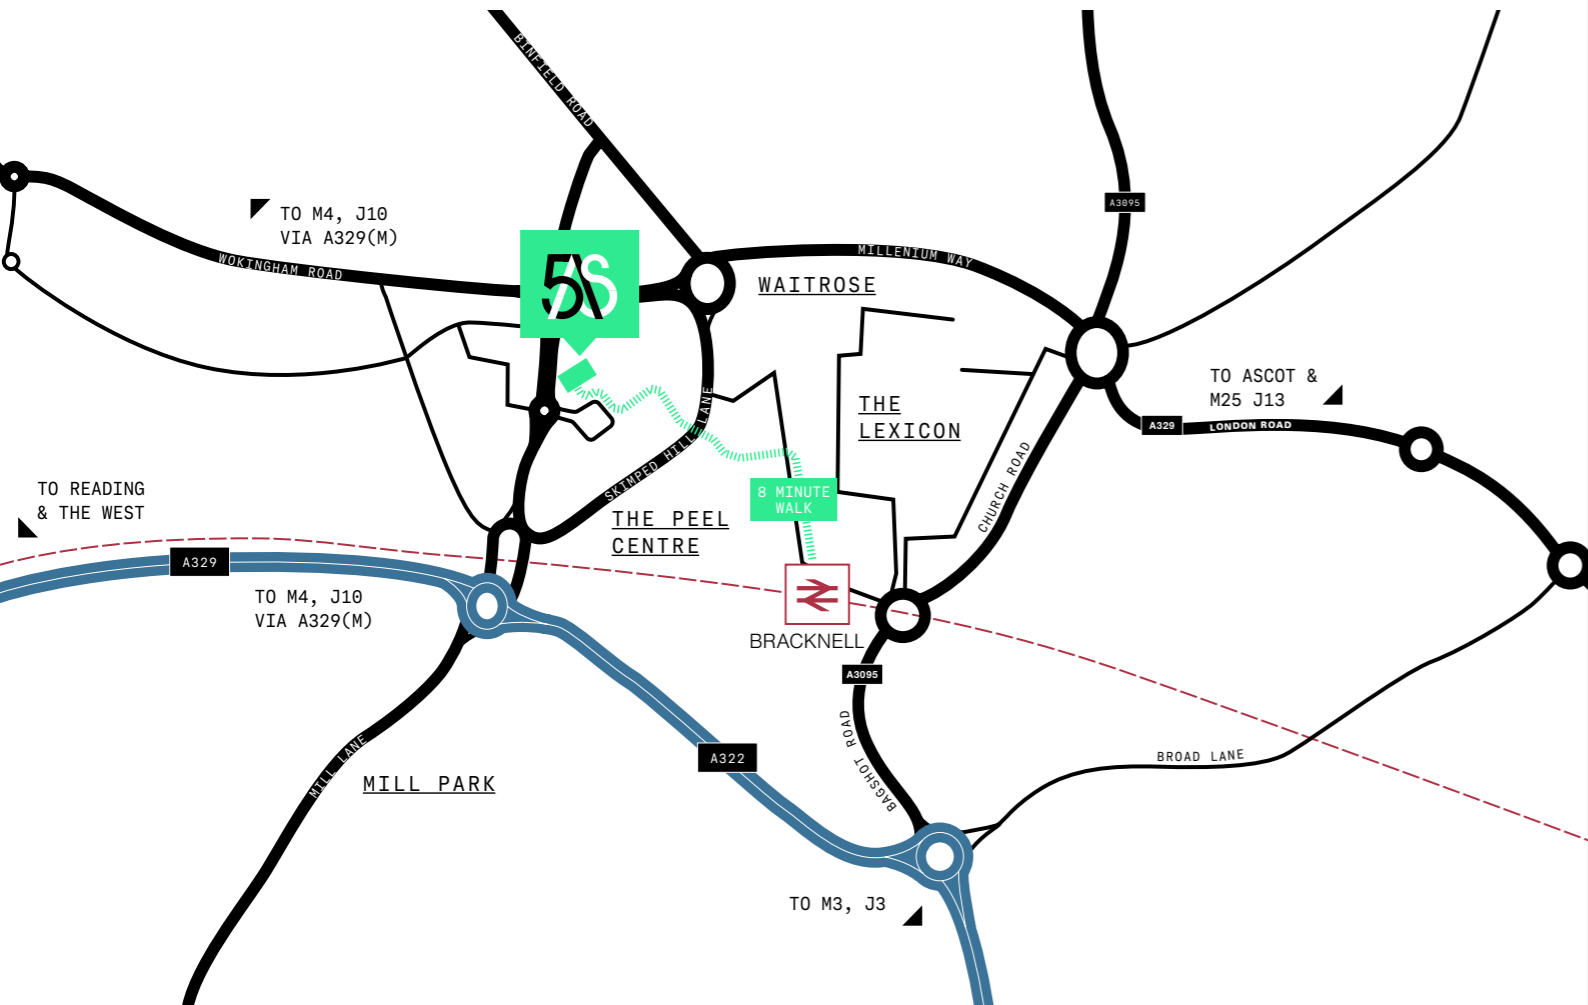 BINFIELD ROAD
A3095
TO M4, J10
VIA A329(M)
WOKINGHAM ROAD
5
S
MILLENIUM WAY
WAITROSE
THE
LEXICON
TO ASCOT &
M25 J13
A329
LONDON ROAD
SKIMPED HILL LANE
CHURCH ROAD
8 MINUTE
WALK
TO READING
& THE WEST
THE PEEL
CENTRE
A329
TO M4, J10
VIA A329(M)
BRACKNELL
A3095
BAGSHOT ROAD
MILL LANE
MILL PARK
A322
BROAD LANE
TO M3, J3